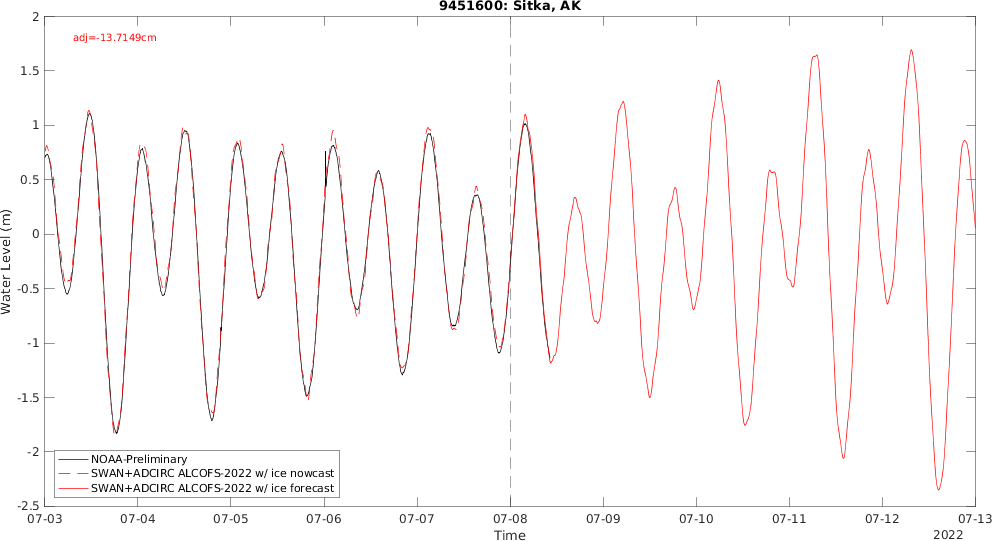 9451600: Sitka, AK
adj=-13.7149cm
2
1.5
1
0.5
0
-0.5
-1
-1.5
-2
-2.5
Water Level (m)
NOAA-Preliminary
SWAN+ADCIRC ALCOFS-2022 w/ ice nowcast
SWAN+ADCIRC ALCOFS-2022 w/ ice forecast
07-03 07-04 07-05 07-06 07-07 07-08 07-09 07-10 07-11 07-12 07-13
Time
2022